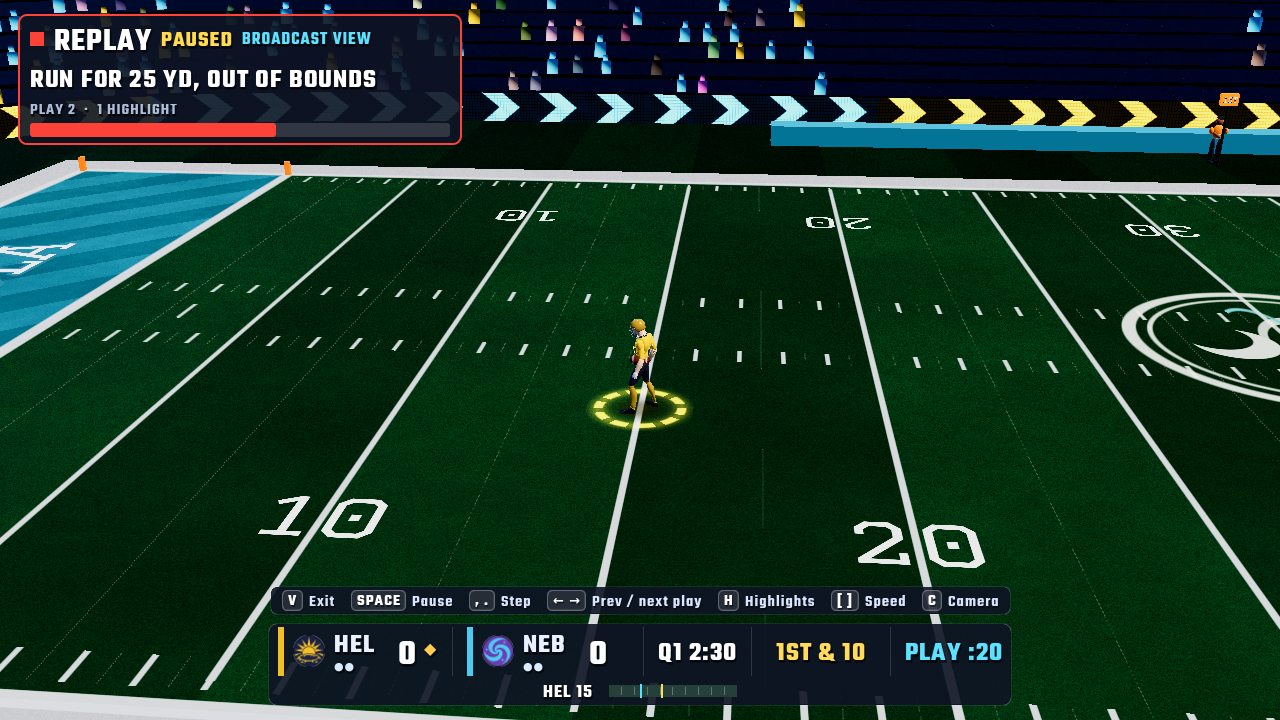 REPLAY PAUSED BROADCAST VIEW
RUN FOR 25 YD, OUT OF BOUNDS
PLAY 2 · 1 HIGHLIGHT
10 20 30
10 20
V Exit SPACE Pause , . Step ← → Prev / next play H Highlights [ ] Speed C Camera
HEL 0 NEB 0 Q1 2:30 1ST & 10 PLAY :20
HEL 15